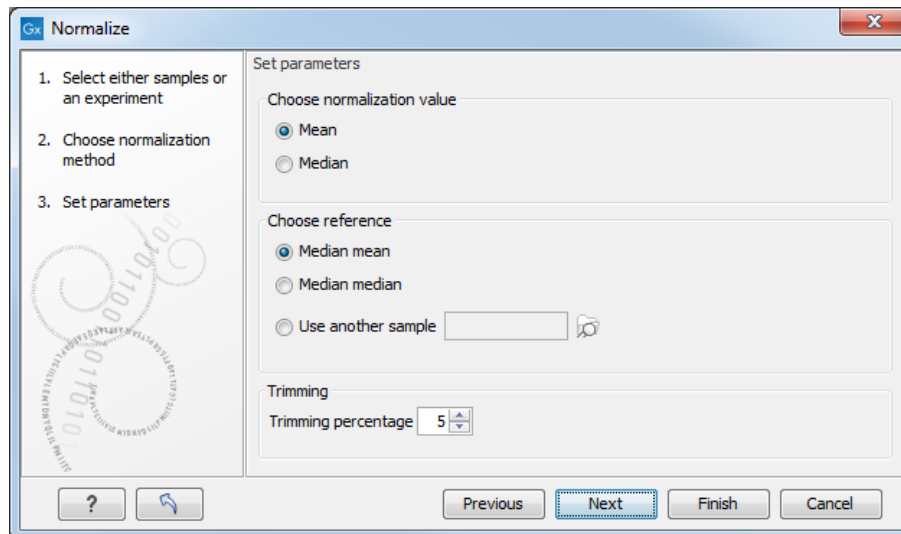 Gx Normalize
X
1. Select either samples or
an experiment
2. Choose normalization
method
3. Set parameters
Set parameters
Choose normalization value
Mean
Median
Choose reference
Median mean
Median median
Use another sample
Trimming
Trimming percentage 5
?
Previous
Next
Finish
Cancel